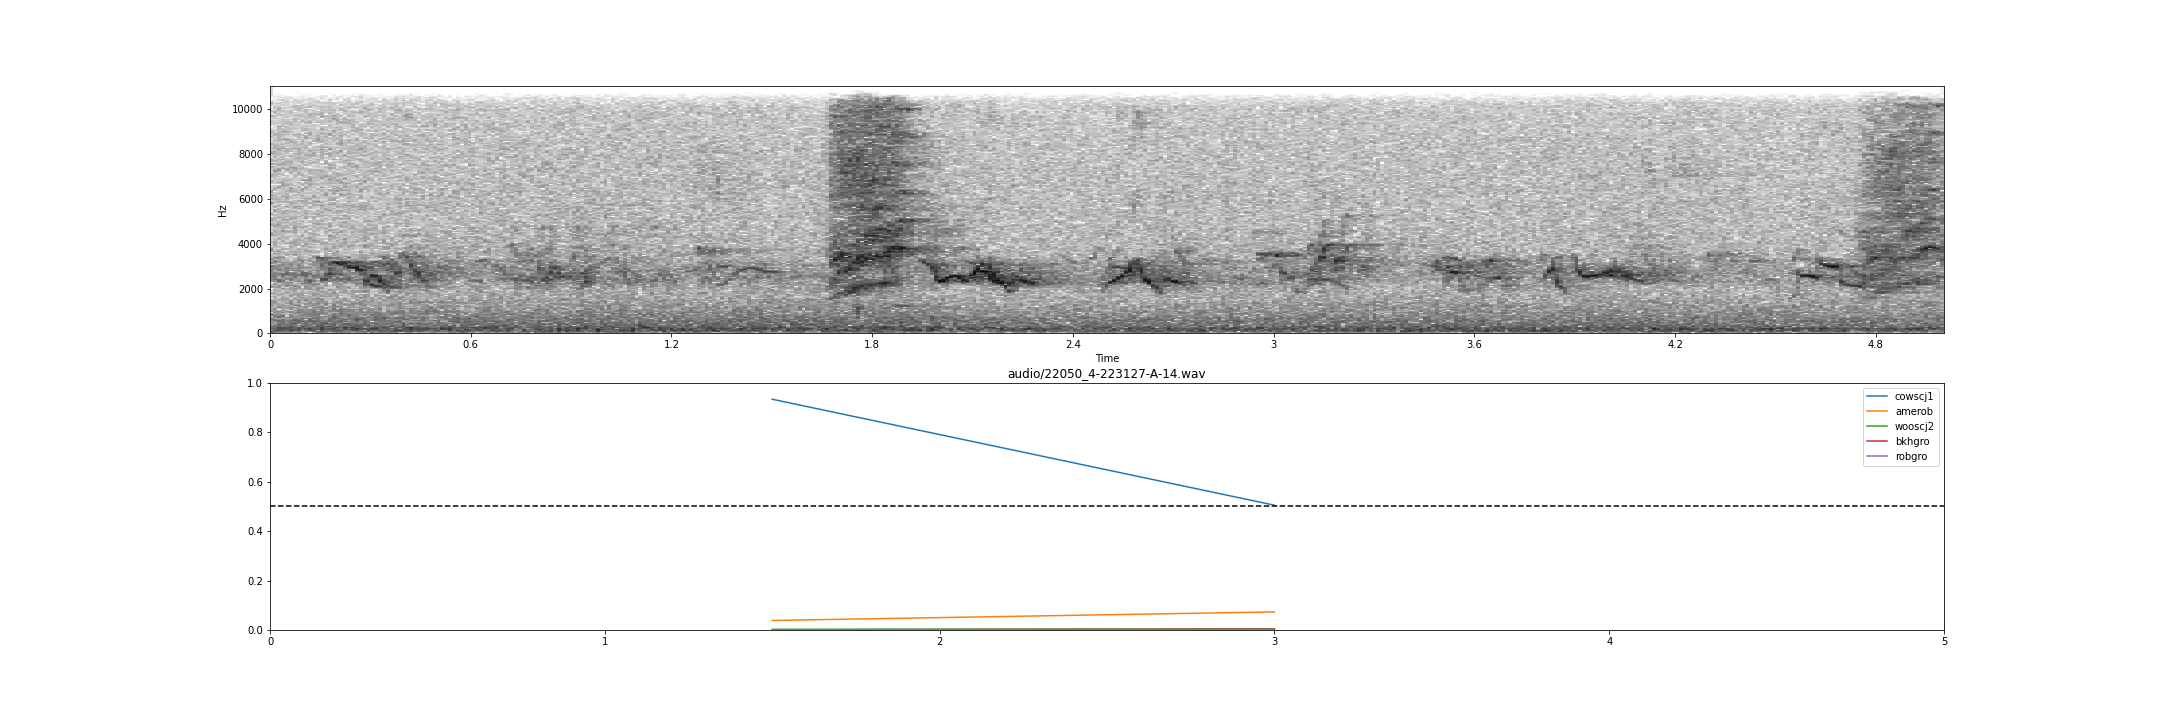 10000
8000
6000
4000
2000
0
Hz
0 0.6 1.2 1.8 2.4 3 3.6 4.2 4.8
Time
audio/22050_4-223127-A-14.wav
1.0
0.8
0.6
0.4
0.2
0.0
cowscj1
amerob
wooscj2
bkhgro
robgro
0 1 2 3 4 5